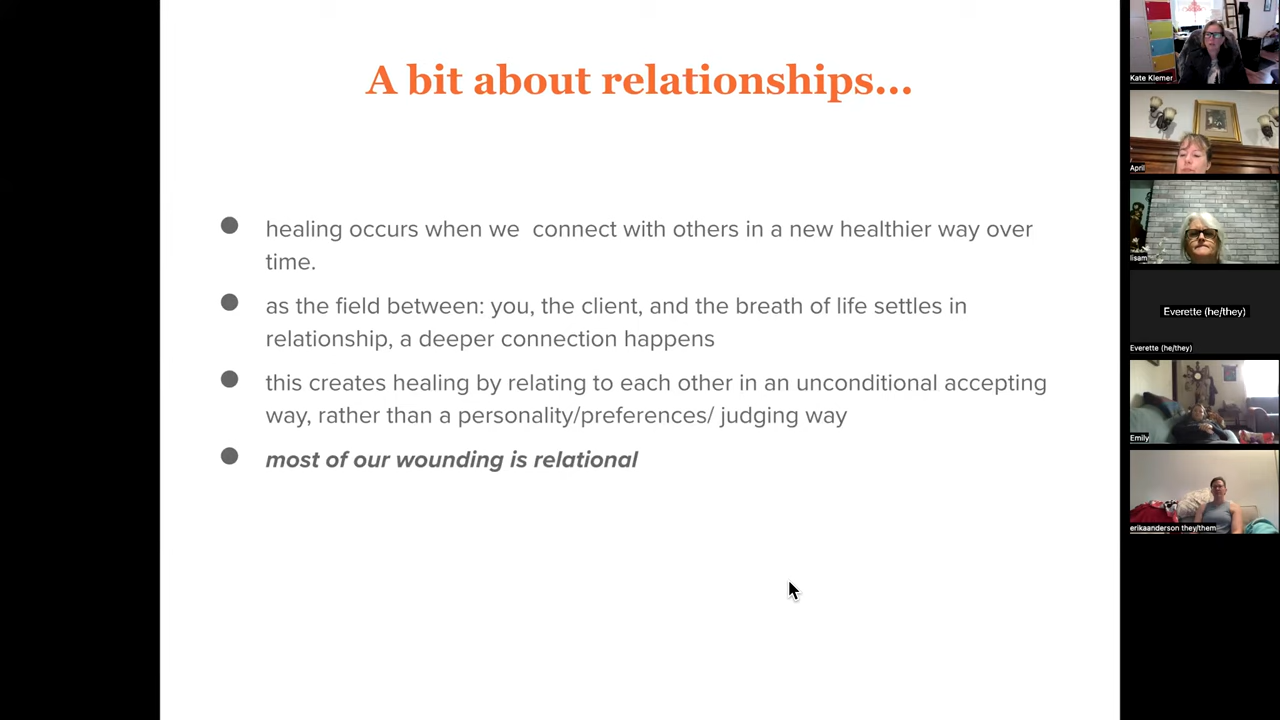 A bit about relationships...
healing occurs when we  connect with others in a new healthier way over
time.
as the field between: you, the client, and the breath of life settles in
relationship, a deeper connection happens
this creates healing by relating to each other in an unconditional accepting
way, rather than a personality/preferences/ judging way
most of our wounding is relational
Kate Klemer
April
lisam
Everette (he/they)
Everette (he/they)
Emily
erikaanderson they/them